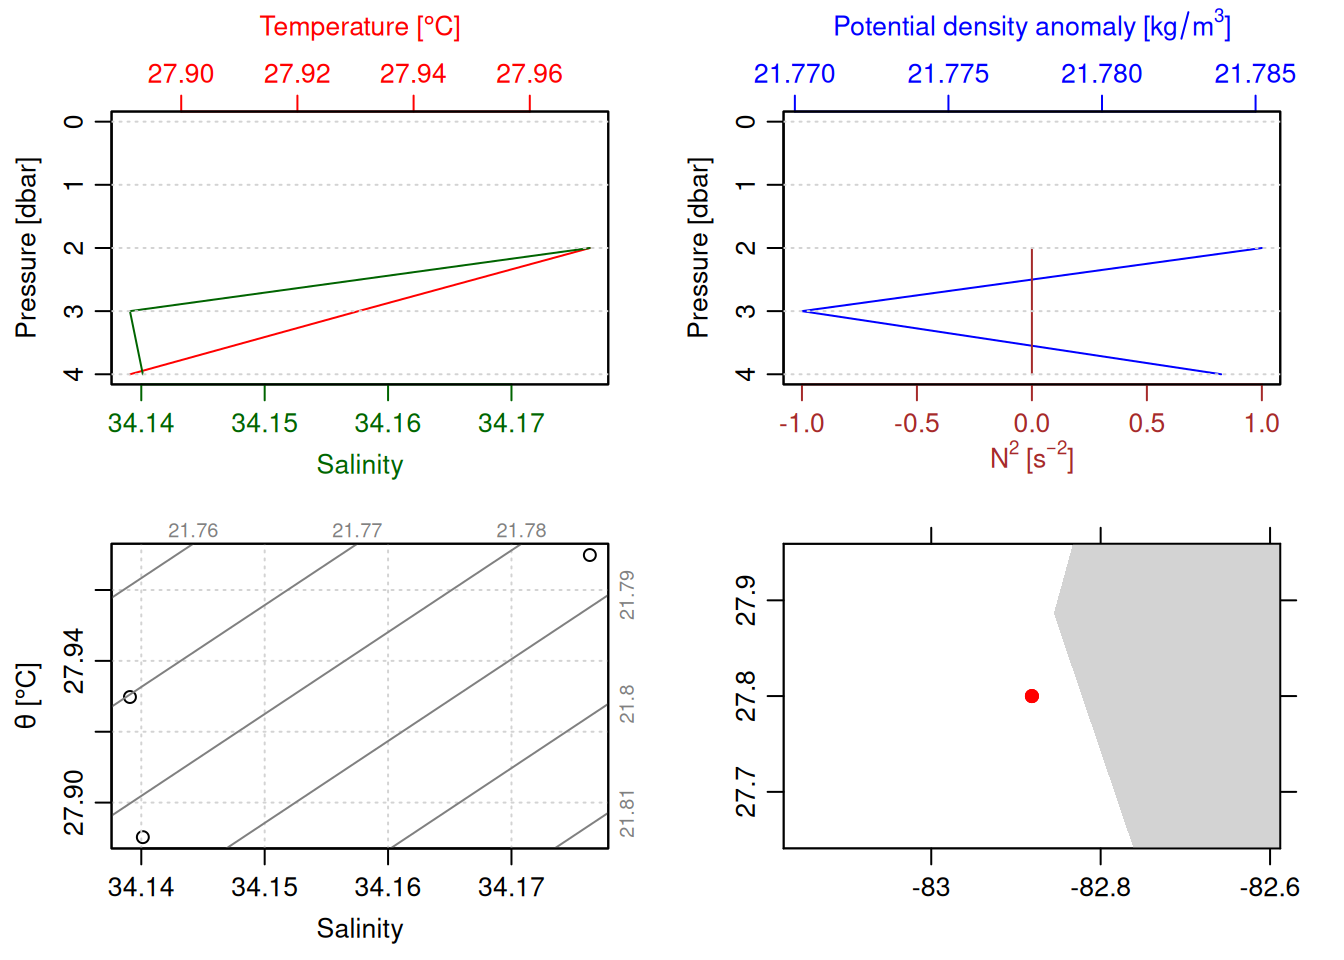 Temperature [°C]
27.90 27.92 27.94 27.96
Pressure [dbar]
0
1
2
3
4
34.14 34.15 34.16 34.17
Salinity
Potential density anomaly [kg/m³]
21.770 21.775 21.780 21.785
Pressure [dbar]
0
1
2
3
4
-1.0 -0.5 0.0 0.5 1.0
N² [s⁻²]
21.76 21.77 21.78
21.79
21.8
21.81
θ [°C]
27.94
27.90
34.14 34.15 34.16 34.17
Salinity
27.9
27.8
27.7
-83 -82.8 -82.6